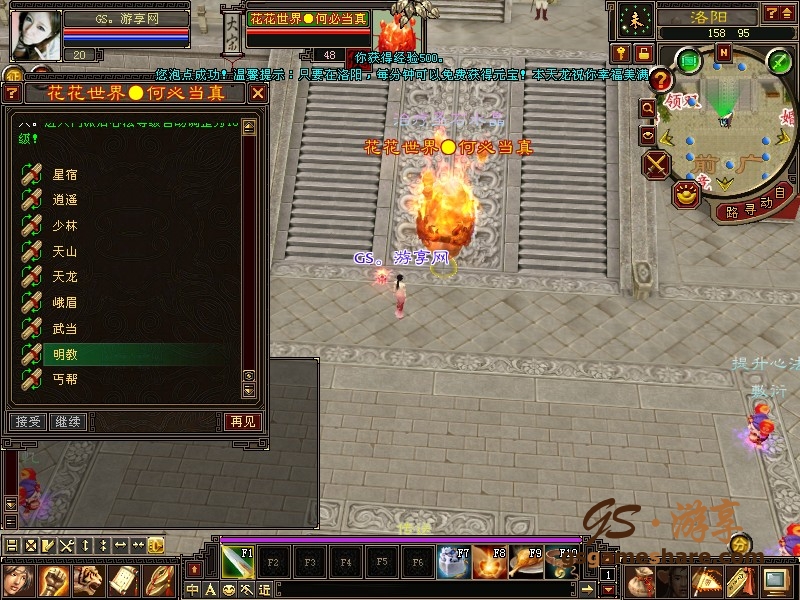 GS。游享网
20
大宋
花花世界●何必当真
48
洛阳
158 95
N
自动寻路
你获得经验500。
您泡点成功！温馨提示：只要在洛阳，每分钟可以免费获得元宝！本天龙祝你幸福美满
花花世界●何必当真
级！
星宿
逍遥
少林
天山
天龙
峨眉
武当
明教
丐帮
接受
继续
再见
花花世界●何必当真
GS。游享网
前广
提升心法
GS·游享
F1
F2
F3
F4
F5
F6
F7
F8
F9
F10
中
A
近
1